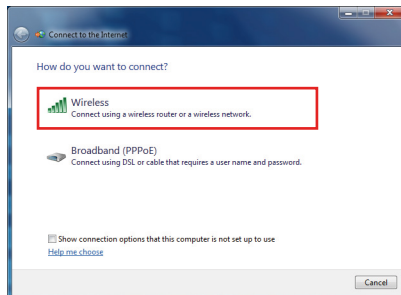 Connect to the Internet
How do you want to connect?
Wireless
Connect using a wireless router or a wireless network.
Broadband (PPPoE)
Connect using DSL or cable that requires a user name and password.
Show connection options that this computer is not set up to use
Help me choose
Cancel